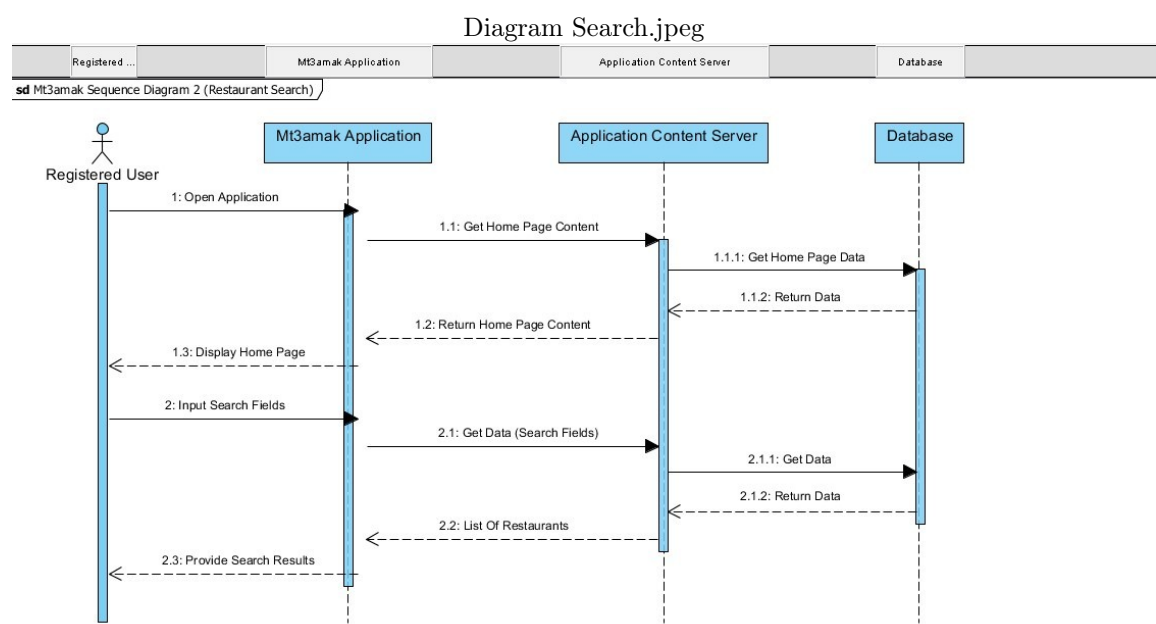 Diagram Search.jpeg
Registered ...
Mt3amak Application
Application Content Server
Database
sd Mt3amak Sequence Diagram 2 (Restaurant Search)
Mt3amak Application
Application Content Server
Database
Registered User
1: Open Application
1.1: Get Home Page Content
1.1.1: Get Home Page Data
1.1.2: Return Data
1.2: Return Home Page Content
1.3: Display Home Page
2: Input Search Fields
2.1: Get Data (Search Fields)
2.1.1: Get Data
2.1.2: Return Data
2.2: List Of Restaurants
2.3: Provide Search Results